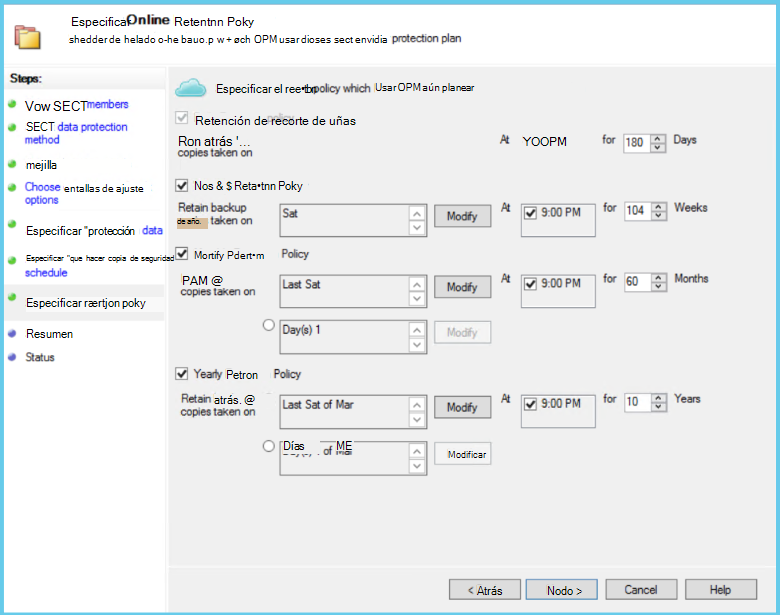 Especificar Online Retentnn Poky
shedder de helado o-he bauo.p w + øch OPM usar dioses sect envidia protection plan
Steps:
Vow SECT members
SECT data protection
method
mejilla
Choose entallas de ajuste
options
Especificar "protección data
Especificar "que hacer copia de seguridad
schedule
Especificar rærtjon poky
Resumen
Status
Especificar el ree•bn policy which Usar OPM aún planear
Retención de recorte de uñas
Ron atrás '... At YOOPM for 180 Days
copies taken on
Nos & $ Reta•tnn Poky
Retain backup Sat Modify At 9:00 PM for 104 Weeks
de año. taken on
Mortify Pdert•m Policy
PAM @ Last Sat Modify At 9:00 PM for 60 Months
copies taken on
Day(s) 1 Modify
Yearly Petron Policy
Retain atrás. @ Last Sat of Mar Modify At 9:00 PM for 10 Years
copies taken on
Días ME Modificar
of
< Atrás Nodo > Cancel Help